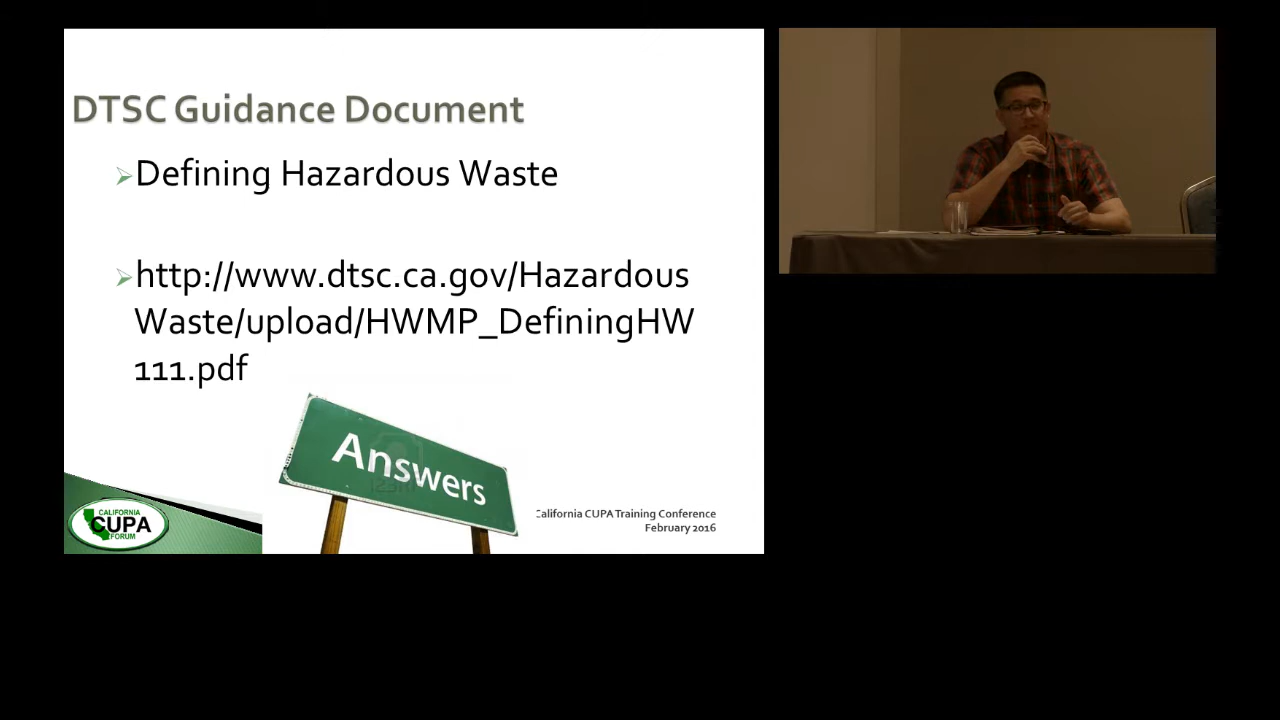 DTSC Guidance Document
Defining Hazardous Waste
http://www.dtsc.ca.gov/Hazardous
Waste/upload/HWMP_DefiningHW
111.pdf
Answers
CALIFORNIA
CUPA
FORUM
California CUPA Training Conference
February 2016